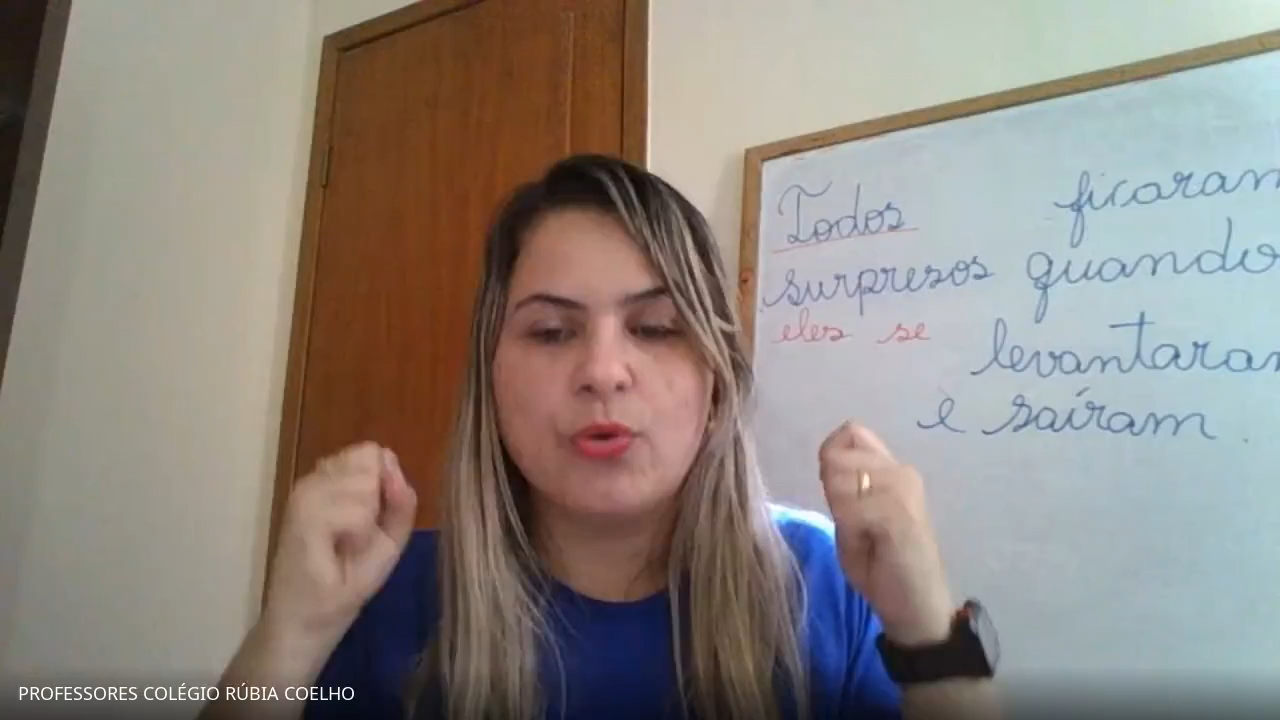 Todos ficaram
surpresos quando
eles se levantaram
e saíram.
PROFESSORES COLÉGIO RÚBIA COELHO